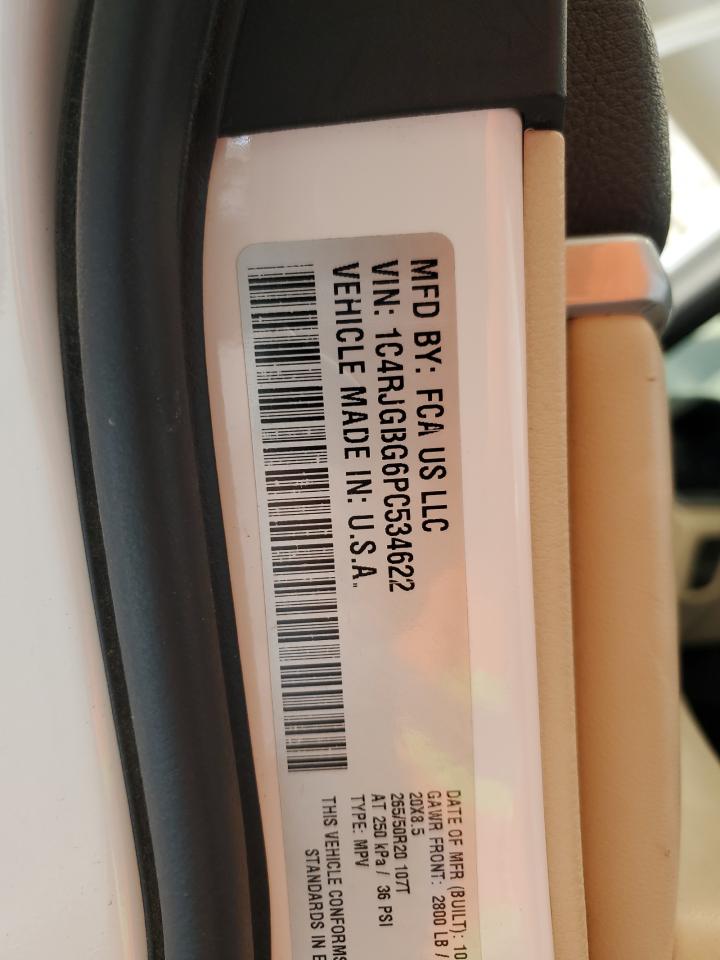 MFD BY: FCA US LLC
VIN: 1C4RJGBG6PC534622
VEHICLE MADE IN: U.S.A.
DATE OF MFR (BUILT): 10
GAWR FRONT: 2800 LB /
20X8.5
265/50R20 107T
AT 250 kPa / 36 PSI
TYPE: MPV
THIS VEHICLE CONFORMS
STANDARDS IN E